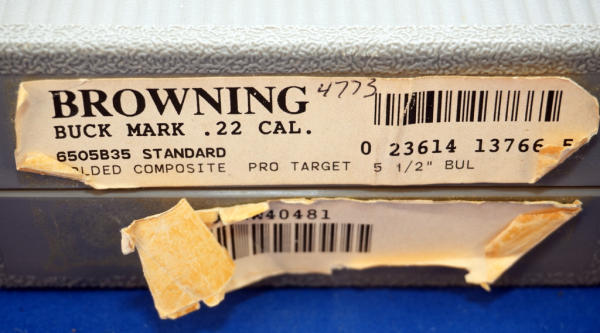 BROWNING 4773
BUCK MARK .22 CAL.
6505B35 STANDARD 0 23614 13766
COMPOSITE PRO TARGET 5 1/2" BUL
40481